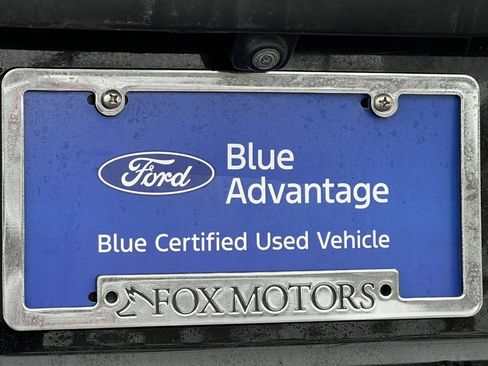 Ford
Blue
Advantage
Blue Certified Used Vehicle
FOX MOTORS